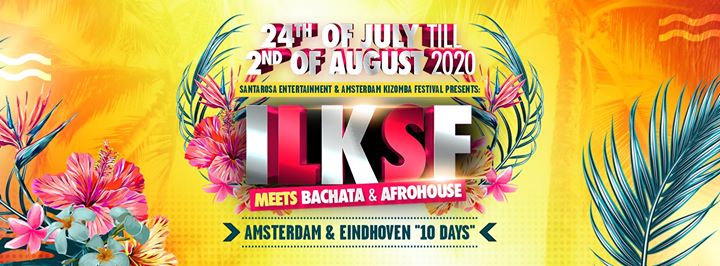 24TH OF JULY TILL
2ND OF AUGUST 2020
SANTAROSA ENTERTAINMENT & AMSTERDAM KIZOMBA FESTIVAL PRESENTS:
ILKSF
MEETS BACHATA & AFROHOUSE
AMSTERDAM & EINDHOVEN "10 DAYS"